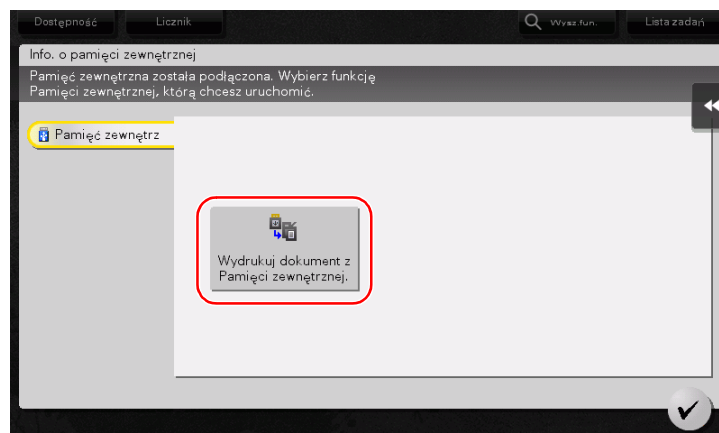 Dostępność Licznik Wysz.fun. Lista zadań
Info. o pamięci zewnętrznej
Pamięć zewnętrzna została podłączona. Wybierz funkcję
Pamięci zewnętrznej, którą chcesz uruchomić.
Pamięć zewnętrz
Wydrukuj dokument z
Pamięci zewnętrznej.